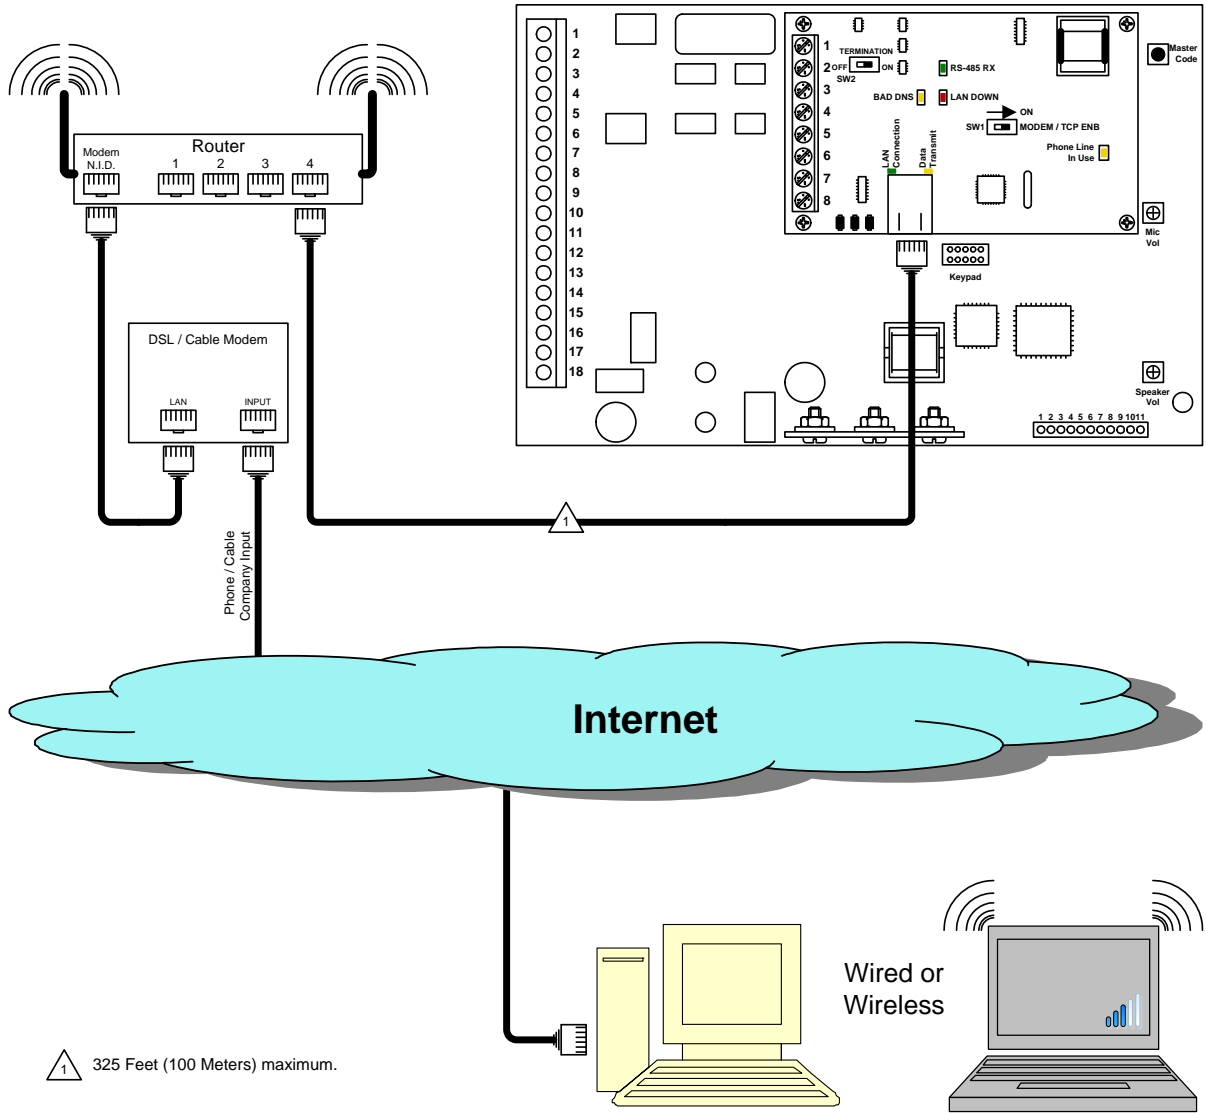 Router
Modem
N.I.D.
1
2
3
4
DSL / Cable Modem
LAN
INPUT
Phone / Cable
Company Input
1
1
2
3
4
5
6
7
8
9
10
11
12
13
14
15
16
17
18
1
2
3
4
5
6
7
8
TERMINATION
OFF
ON
SW2
RS-485 RX
BAD DNS
LAN DOWN
ON
SW1
MODEM / TCP ENB
Phone Line
In Use
LAN
Connection
Data
Transmit
Keypad
Master
Code
Mic
Vol
Speaker
Vol
1 2 3 4 5 6 7 8 9 10 11
Internet
Wired or
Wireless
1
325 Feet (100 Meters) maximum.